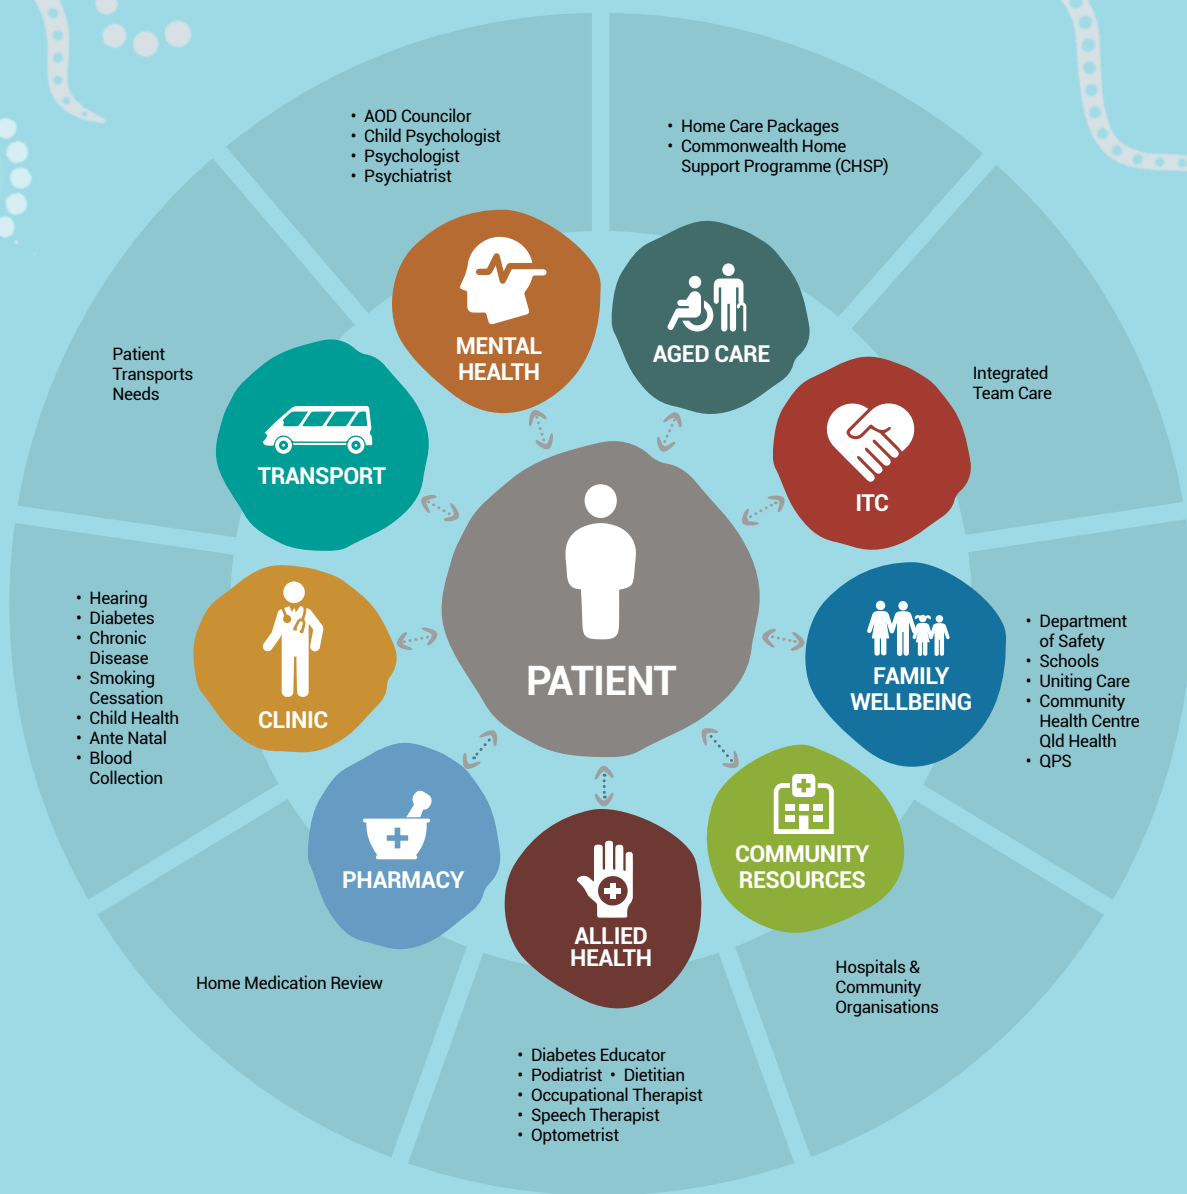 • AOD Councilor
• Child Psychologist
• Psychologist
• Psychiatrist
MENTAL
HEALTH
• Home Care Packages
• Commonwealth Home
Support Programme (CHSP)
AGED CARE
Integrated
Team Care
ITC
• Department
of Safety
• Schools
• Uniting Care
• Community
Health Centre
Qld Health
• QPS
FAMILY
WELLBEING
Hospitals &
Community
Organisations
COMMUNITY
RESOURCES
ALLIED
HEALTH
• Diabetes Educator
• Podiatrist • Dietitian
• Occupational Therapist
• Speech Therapist
• Optometrist
PHARMACY
Home Medication Review
CLINIC
• Hearing
• Diabetes
• Chronic
Disease
• Smoking
Cessation
• Child Health
• Ante Natal
• Blood
Collection
TRANSPORT
Patient
Transports
Needs
PATIENT